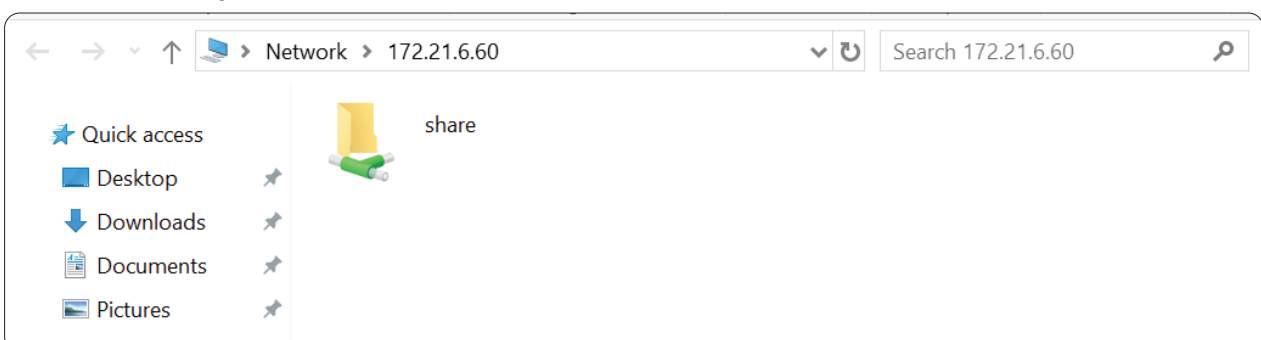 Network > 172.21.6.60
Search 172.21.6.60
Quick access
share
Desktop
Downloads
Documents
Pictures